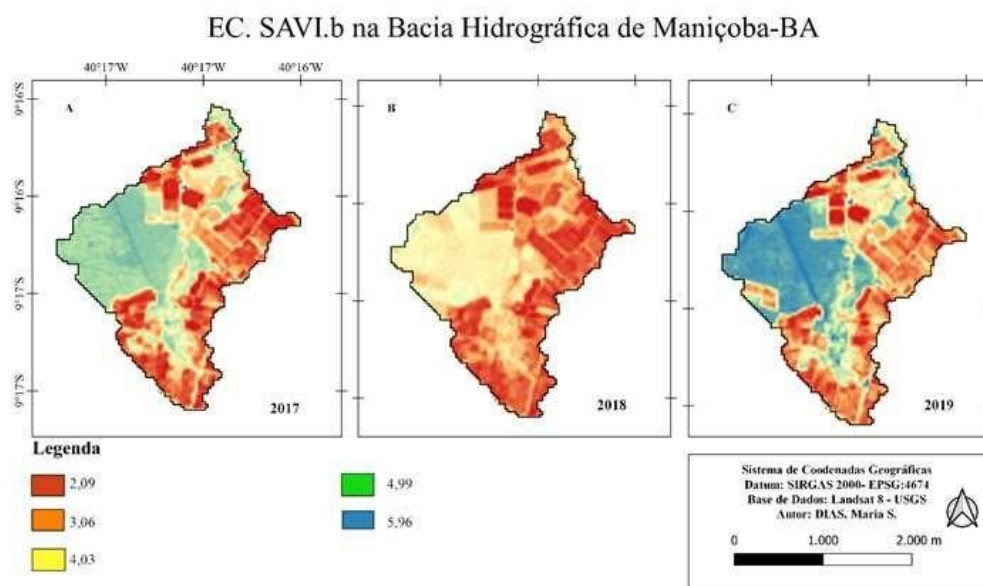 EC. SAVI.b na Bacia Hidrográfica de Maniçoba-BA
40°17'W 40°17'W 40°16'W
9°16'S
9°16'S
9°17'S
9°17'S
A
2017
B
2018
C
2019
Legenda
2,09
3,06
4,03
4,99
5,96
Sistema de Coodenadas Geográficas
Datum: SIRGAS 2000- EPSG:4674
Base de Dados: Landsat 8 - USGS
Autor: DIAS. Maria S.
0 1.000 2.000 m